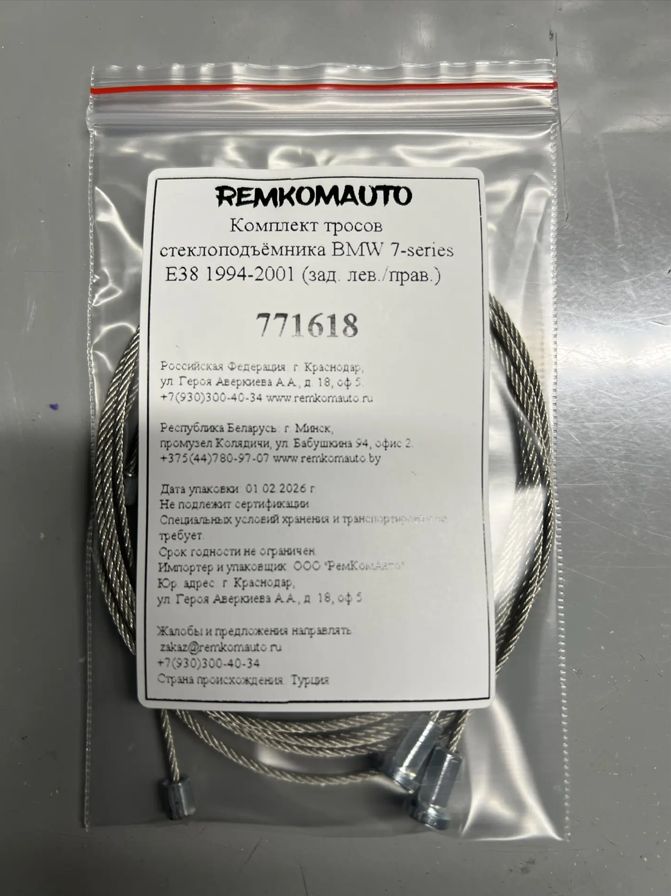 REMKOMAUTO
Комплект тросов
стеклоподъёмника BMW 7-series
E38 1994-2001 (зад. лев./прав.)
771618
Российская Федерация г. Краснодар,
ул. Героя Аверкиева А.А., д. 18, оф 5.
+7(930)300-40-34 www.remkomauto.ru
Республика Беларусь г. Минск,
промузел Колядичи, ул. Бабушкина 94, офис 2.
+375(44)780-97-07 www.remkomauto.by
Дата упаковки: 01.02.2026 г.
Не подлежит сертификации
Специальных условий хранения и транспортировки не
требует.
Срок годности не ограничен.
Импортер и упаковщик: ООО "РемКомАвто"
Юр. адрес: г. Краснодар,
ул. Героя Аверкиева А.А., д. 18, оф 5
Жалобы и предложения направлять:
zakaz@remkomauto.ru
+7(930)300-40-34
Страна происхождения: Турция